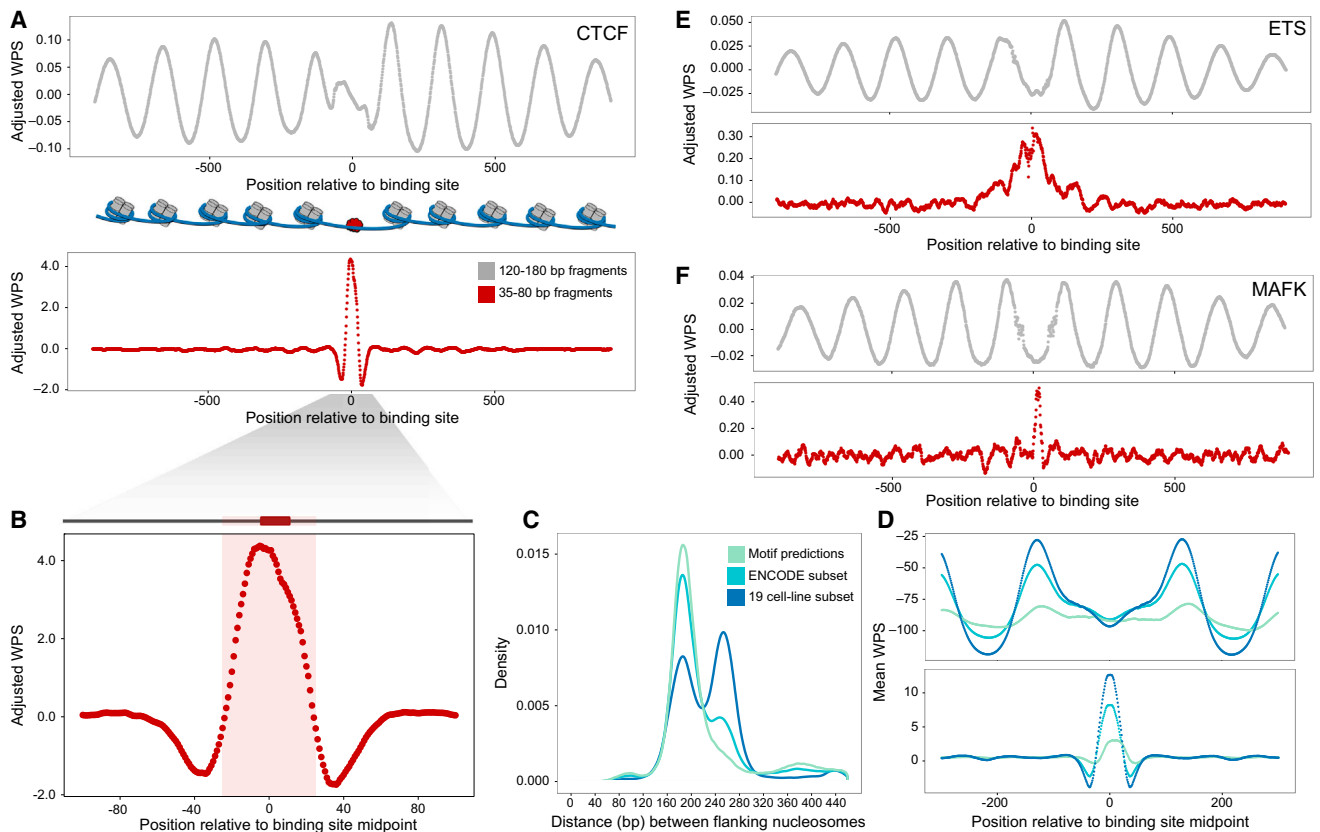 A
CTCF
Adjusted WPS
0.10
0.05
0.00
−0.05
−0.10
-500
0
500
Position relative to binding site
Adjusted WPS
4.0
0.0
−2.0
120-180 bp fragments
35-80 bp fragments
-500
0
500
Position relative to binding site
B
Adjusted WPS
4.0
2.0
0.0
-2.0
-80
-40
0
40
80
Position relative to binding site midpoint
C
Density
0.015
0.010
0.005
0.000
Motif predictions
ENCODE subset
19 cell-line subset
0 40 80 120 160 200 240 280 320 360 400 440
Distance (bp) between flanking nucleosomes
D
Mean WPS
−25
−50
−75
−100
10
5
0
-200
0
200
Position relative to binding site midpoint
E
ETS
Adjusted WPS
0.050
0.025
0.000
−0.025
0.30
0.20
0.10
0.00
-500
0
500
Position relative to binding site
F
MAFK
Adjusted WPS
0.04
0.02
0.00
−0.02
0.40
0.20
0.00
-500
0
500
Position relative to binding site